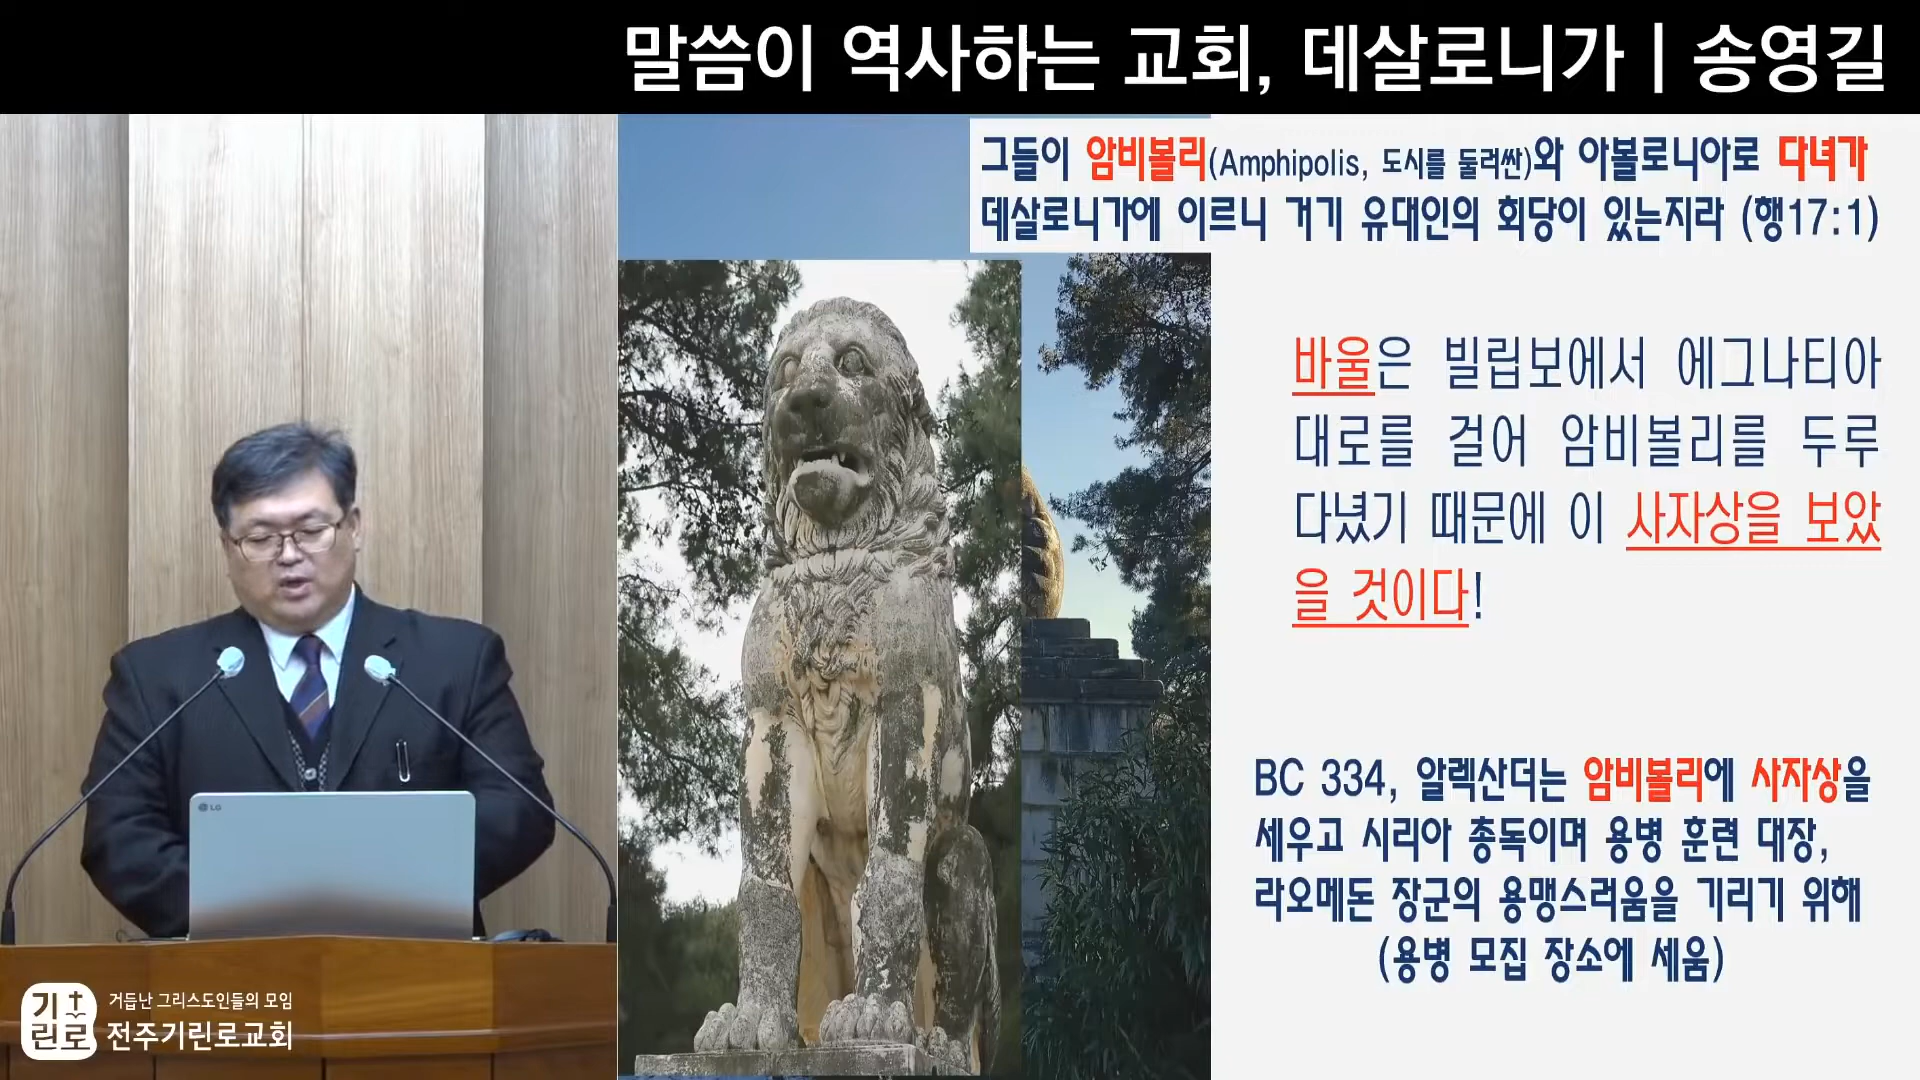 말씀이 역사하는 교회, 데살로니가 | 송영길
그들이 암비볼리(Amphipolis, 도시를 둘러싼)와 아볼로니아로 다녀가
데살로니가에 이르니 거기 유대인의 회당이 있는지라 (행17:1)
바울은 빌립보에서 에그나티아
대로를 걸어 암비볼리를 두루
다녔기 때문에 이 사자상을 보았
을 것이다!
BC 334, 알렉산더는 암비볼리에 사자상을
세우고 시리아 총독이며 용병 훈련 대장,
라오메돈 장군의 용맹스러움을 기리기 위해
(용병 모집 장소에 세움)
LG
기린로
거듭난 그리스도인들의 모임
전주기린로교회